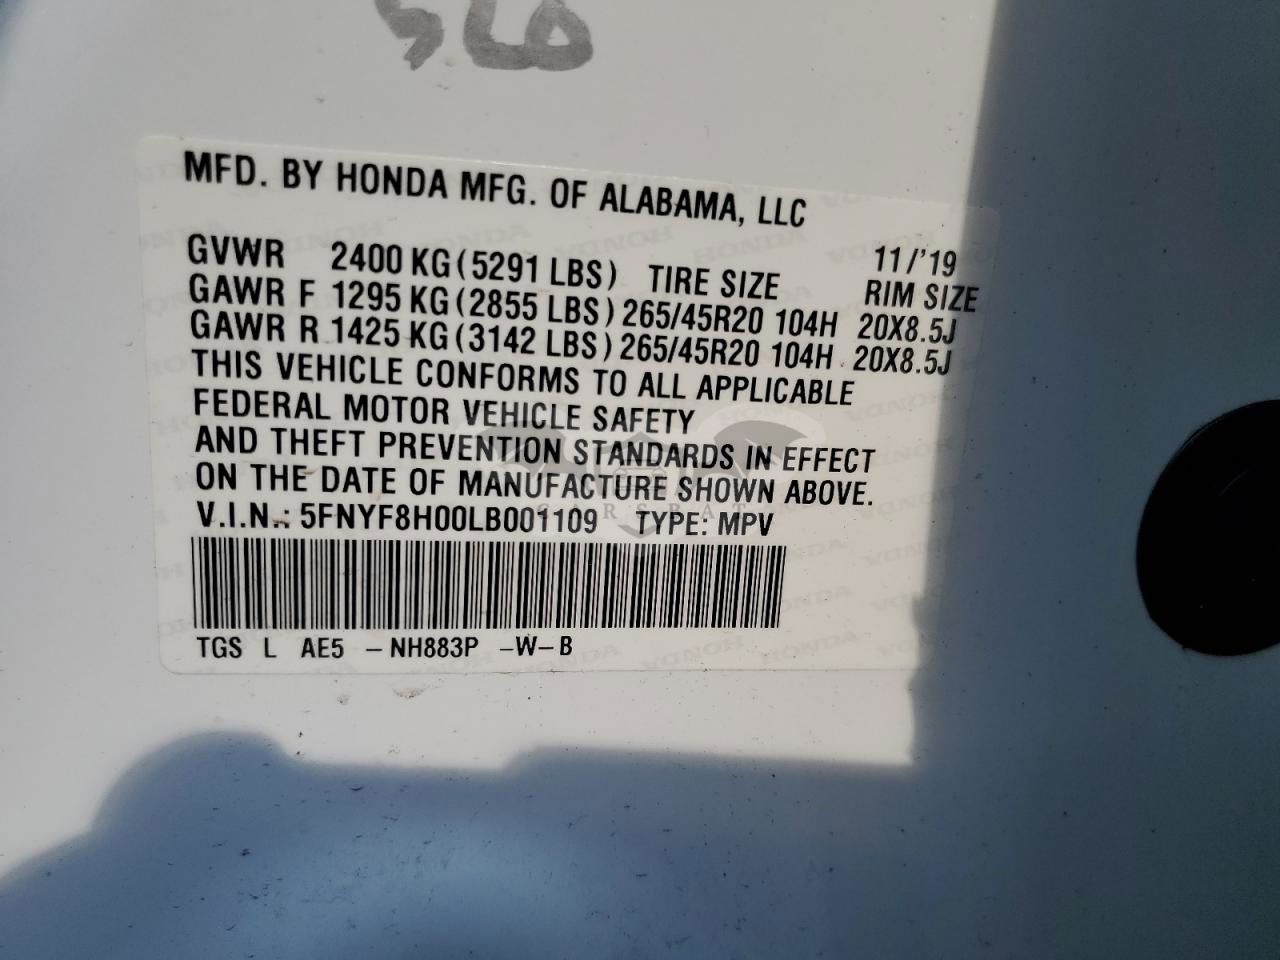 MFD. BY HONDA MFG. OF ALABAMA, LLC
11/'19
GVWR 2400 KG (5291 LBS) TIRE SIZE RIM SIZE
GAWR F 1295 KG (2855 LBS) 265/45R20 104H 20X8.5J
GAWR R 1425 KG (3142 LBS) 265/45R20 104H 20X8.5J
THIS VEHICLE CONFORMS TO ALL APPLICABLE
FEDERAL MOTOR VEHICLE SAFETY
AND THEFT PREVENTION STANDARDS IN EFFECT
ON THE DATE OF MANUFACTURE SHOWN ABOVE.
V.I.N.: 5FNYF8H00LB001109 TYPE: MPV
CARSBAT
TGS L AE5 -NH883P -W-B